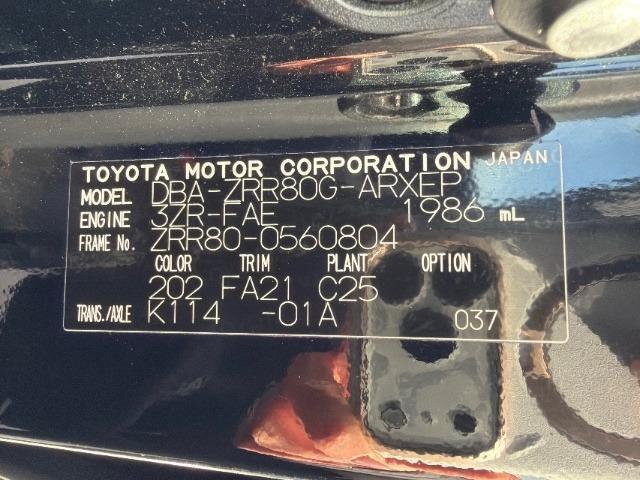 TOYOTA MOTOR CORPORATION JAPAN
MODEL DBA-ZRR80G-ARXEP
ENGINE 3ZR-FAE 1986 mL
FRAME No. ZRR80-0560804
COLOR TRIM PLANT OPTION
202 FA21 C25
TRANS./AXLE K114 -01A 037